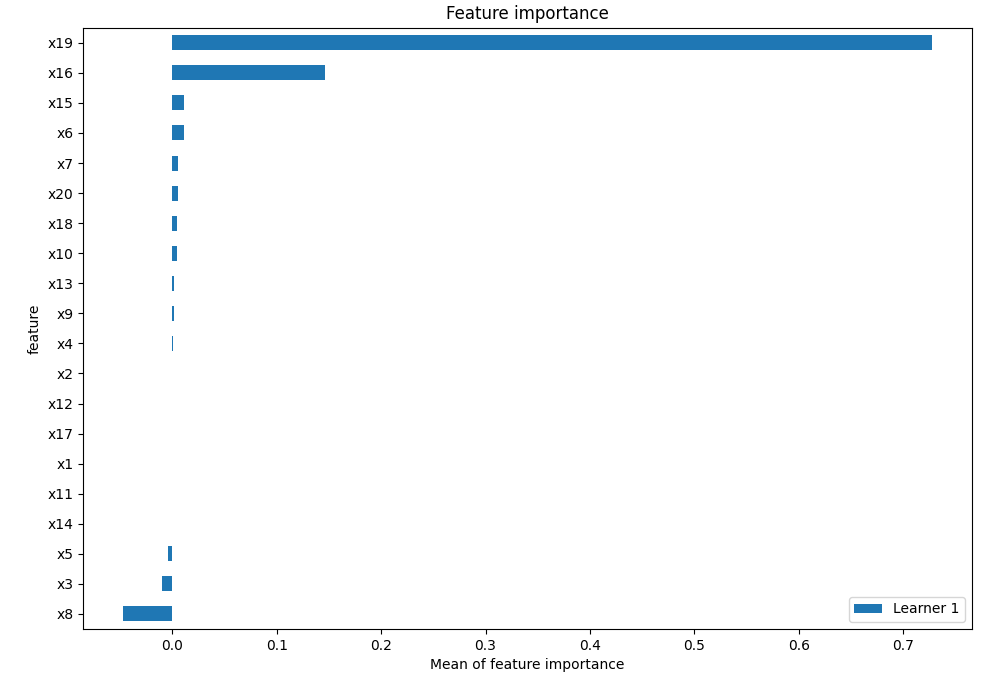 Feature importance
x19
x16
x15
x6
x7
x20
x18
x10
x13
x9
x4
x2
x12
x17
x1
x11
x14
x5
x3
x8
feature
Learner 1
0.0 0.1 0.2 0.3 0.4 0.5 0.6 0.7
Mean of feature importance